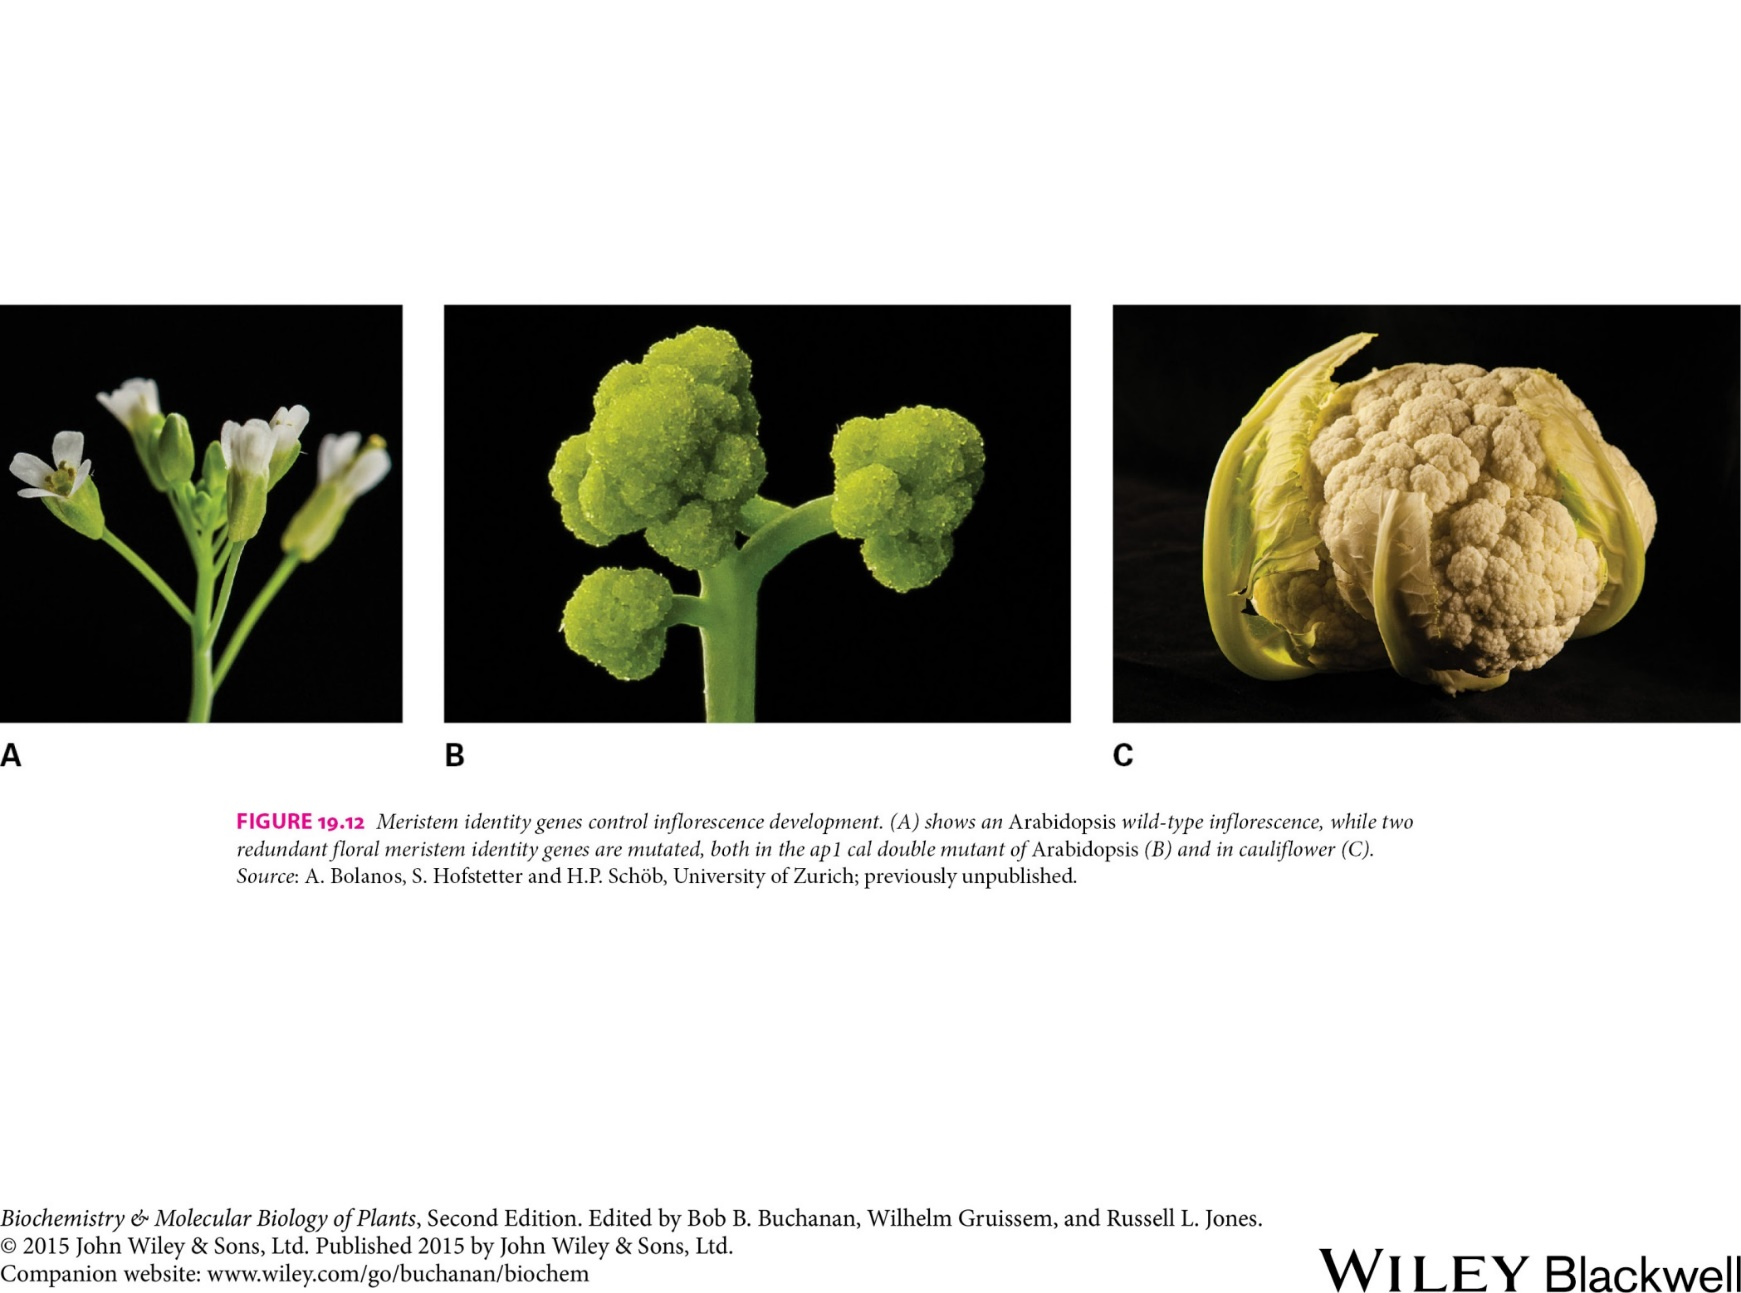 A
B
C
FIGURE 19.12 Meristem identity genes control inflorescence development. (A) shows an Arabidopsis wild-type inflorescence, while two
redundant floral meristem identity genes are mutated, both in the ap1 cal double mutant of Arabidopsis (B) and in cauliflower (C).
Source: A. Bolanos, S. Hofstetter and H.P. Schöb, University of Zurich; previously unpublished.
Biochemistry & Molecular Biology of Plants, Second Edition. Edited by Bob B. Buchanan, Wilhelm Gruissem, and Russell L. Jones.
© 2015 John Wiley & Sons, Ltd. Published 2015 by John Wiley & Sons, Ltd.
Companion website: www.wiley.com/go/buchanan/biochem
WILEY Blackwell